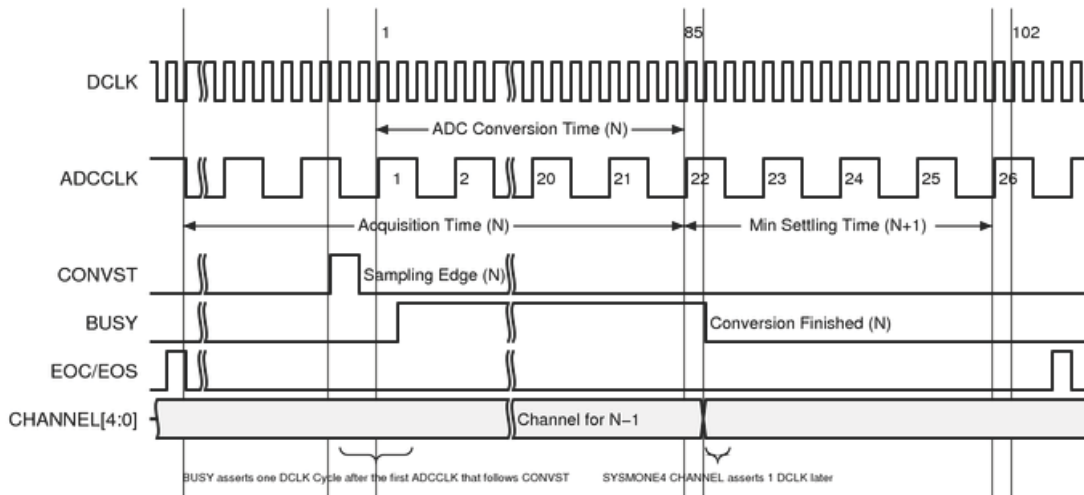 1 85 102
DCLK
ADC Conversion Time (N)
ADCCLK 1 2 20 21 22 23 24 25 26
Acquisition Time (N) Min Settling Time (N+1)
CONVST Sampling Edge (N)
BUSY Conversion Finished (N)
EOC/EOS
CHANNEL[4:0] Channel for N−1
BUSY asserts one DCLK Cycle after the first ADCCLK that follows CONVST SYSMONE4 CHANNEL asserts 1 DCLK later